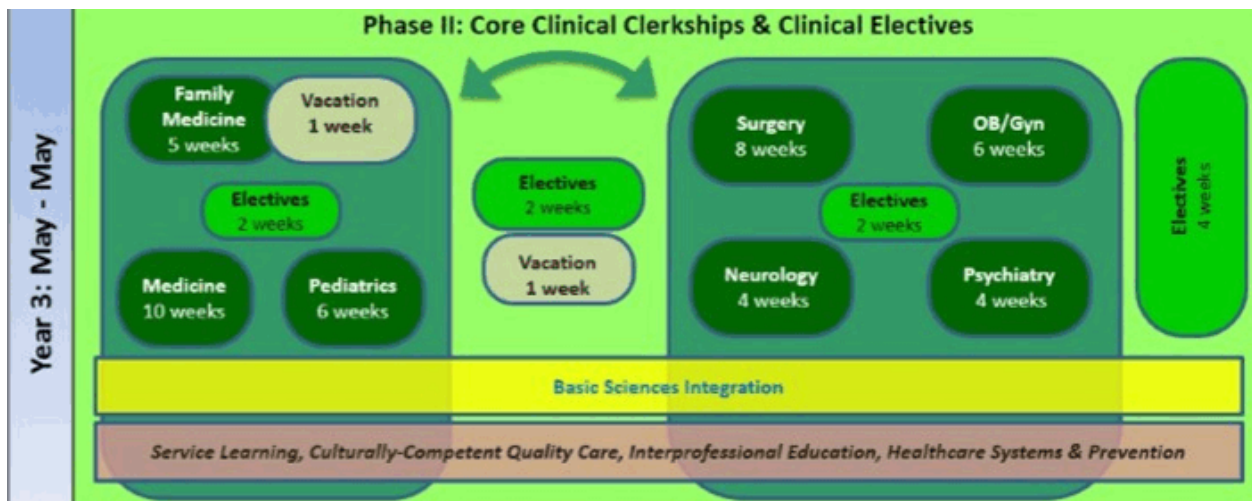 Phase II: Core Clinical Clerkships & Clinical Electives
Year 3: May - May
Family
Medicine
5 weeks
Vacation
1 week
Electives
2 weeks
Medicine
10 weeks
Pediatrics
6 weeks
Electives
2 weeks
Vacation
1 week
Surgery
8 weeks
OB/Gyn
6 weeks
Electives
2 weeks
Neurology
4 weeks
Psychiatry
4 weeks
Electives
4 weeks
Basic Sciences Integration
Service Learning, Culturally-Competent Quality Care, Interprofessional Education, Healthcare Systems & Prevention